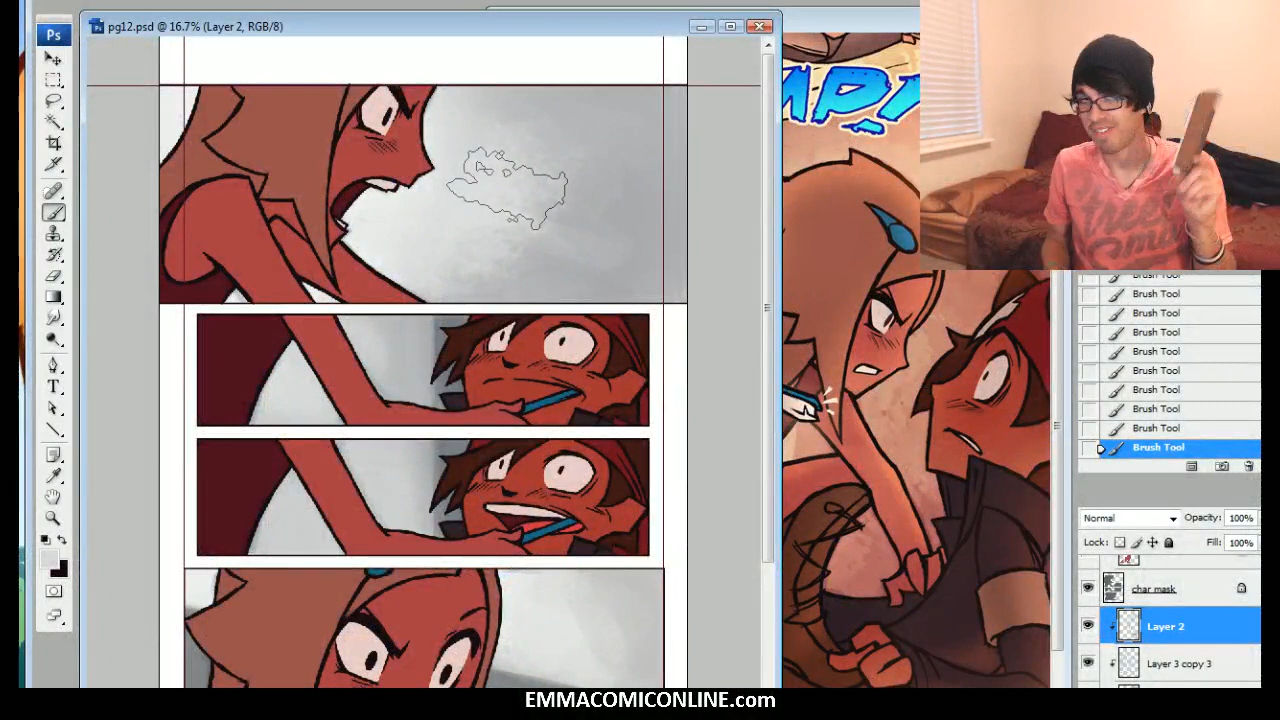 Ps
pg12.psd @ 16.7% (Layer 2, RGB/8)
T
Brush Tool
Brush Tool
Brush Tool
Brush Tool
Brush Tool
Brush Tool
Brush Tool
Brush Tool
Brush Tool
Normal
Opacity: 100%
Lock:
Fill: 100%
char mask
Layer 2
Layer 3 copy 3
EMMACOMICONLINE.com